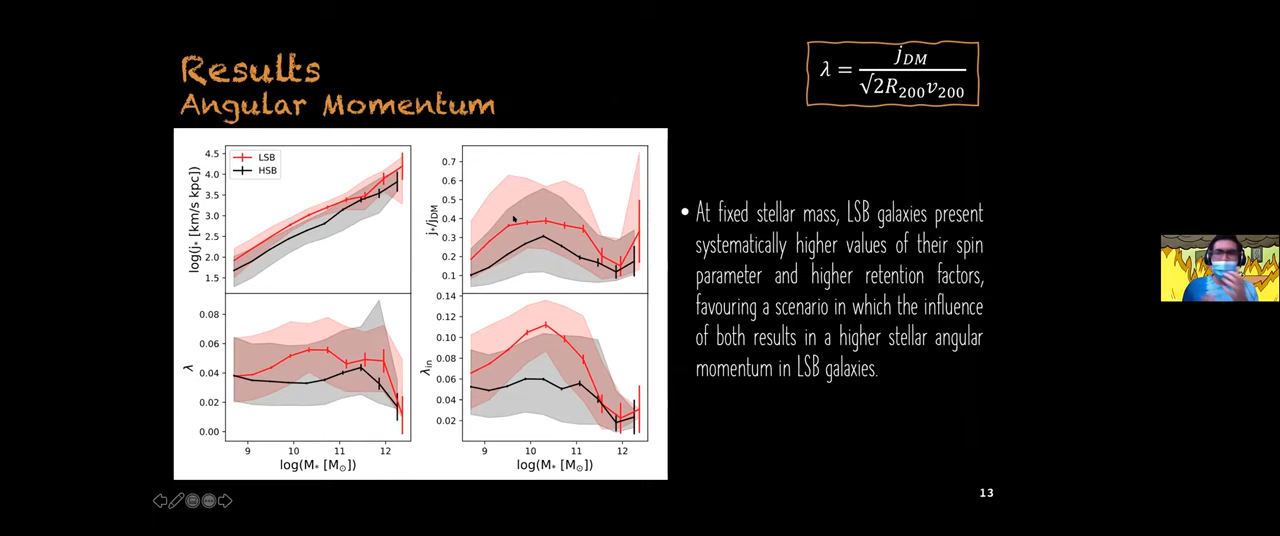 Results
Angular Momentum
λ = j_DM / √2R₂₀₀v₂₀₀
LSB
HSB
log(j* [km/s kpc])
4.5
4.0
3.5
3.0
2.5
2.0
1.5
j*/j_DM
0.7
0.6
0.5
0.4
0.3
0.2
0.1
λ
0.08
0.06
0.04
0.02
0.00
9 10 11 12
log(M* [M⊙])
λ_in
0.14
0.12
0.10
0.08
0.06
0.04
0.02
9 10 11 12
log(M* [M⊙])
• At fixed stellar mass, LSB galaxies present
systematically higher values of their spin
parameter and higher retention factors,
favouring a scenario in which the influence
of both results in a higher stellar angular
momentum in LSB galaxies.
13